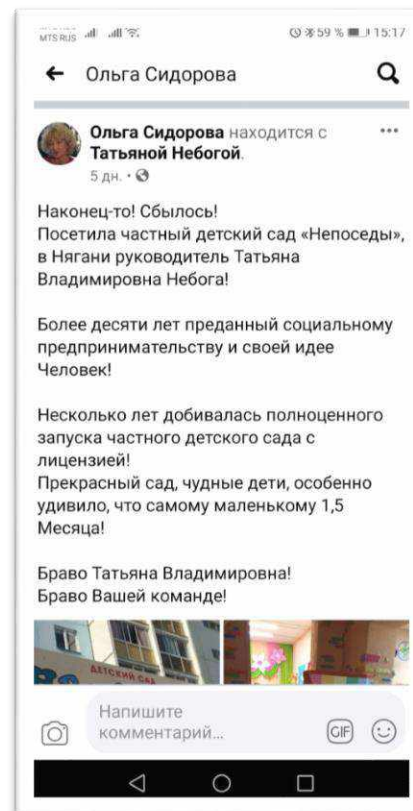 MTS RUS 59 % 15:17
Ольга Сидорова
Ольга Сидорова находится с
Татьяной Небогой.
5 дн. •
Наконец-то! Сбылось!
Посетила частный детский сад «Непоседы»,
в Нягани руководитель Татьяна
Владимировна Небога!
Более десяти лет преданный социальному
предпринимательству и своей идее
Человек!
Несколько лет добивалась полноценного
запуска частного детского сада с
лицензией!
Прекрасный сад, чудные дети, особенно
удивило, что самому маленькому 1,5
Месяца!
Браво Татьяна Владимировна!
Браво Вашей команде!
ДЕТСКИЙ САД
Напишите
комментарий...
GIF